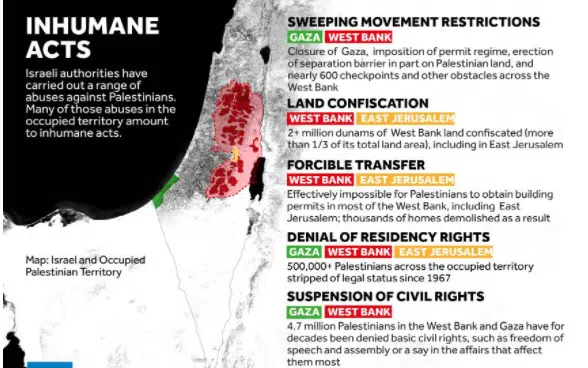 INHUMANE
ACTS
Israeli authorities have
carried out a range of
abuses against Palestinians.
Many of those abuses in the
occupied territory amount
to inhumane acts.
Map: Israel and Occupied
Palestinian Territory
SWEEPING MOVEMENT RESTRICTIONS
GAZA WEST BANK
Closure of Gaza, imposition of permit regime, erection
of separation barrier in part on Palestinian land, and
nearly 600 checkpoints and other obstacles across the
West Bank
LAND CONFISCATION
WEST BANK EAST JERUSALEM
2+ million dunams of West Bank land confiscated (more
than 1/3 of its total land area), including in East Jerusalem
FORCIBLE TRANSFER
WEST BANK EAST JERUSALEM
Effectively impossible for Palestinians to obtain building
permits in most of the West Bank, including East
Jerusalem; thousands of homes demolished as a result
DENIAL OF RESIDENCY RIGHTS
GAZA WEST BANK EAST JERUSALEM
500,000+ Palestinians across the occupied territory
stripped of legal status since 1967
SUSPENSION OF CIVIL RIGHTS
GAZA WEST BANK
4.7 million Palestinians in the West Bank and Gaza have for
decades been denied basic civil rights, such as freedom of
speech and assembly or a say in the affairs that affect
them most